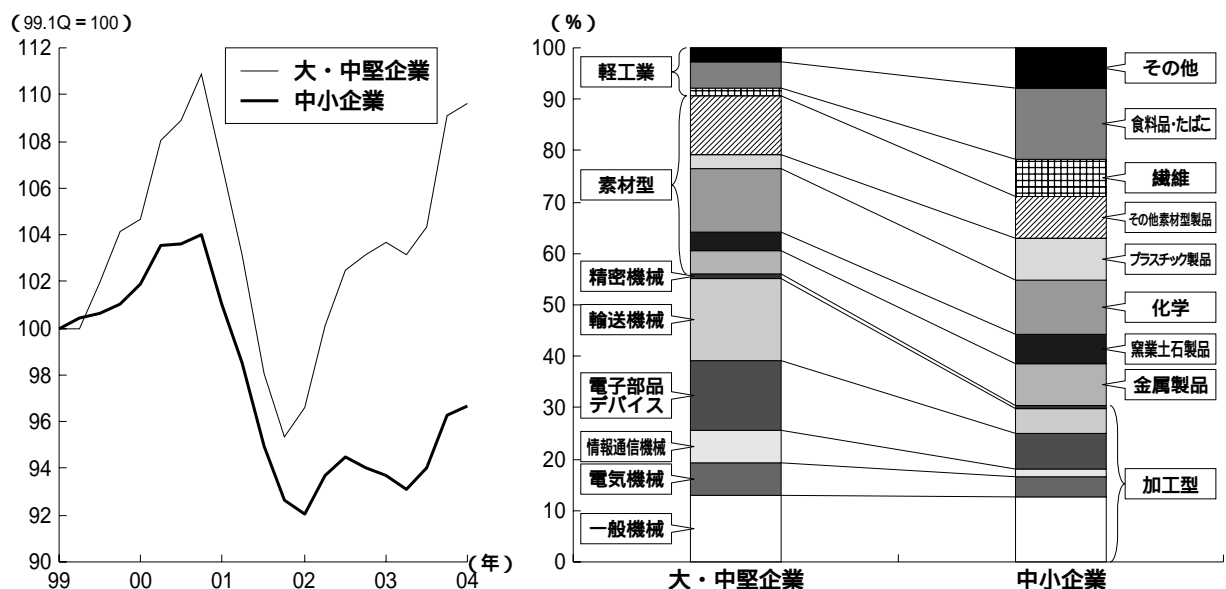 （99.1Q＝100）
112
110
108
106
104
102
100
98
96
94
92
90
99
00
01
02
03
04
（年）
大・中堅企業
中小企業
（％）
100
90
80
70
60
50
40
30
20
10
0
軽工業
素材型
精密機械
輸送機械
電子部品
デバイス
情報通信機械
電気機械
一般機械
その他
食料品・たばこ
繊維
その他素材型製品
プラスチック製品
化学
窯業土石製品
金属製品
加工型
大・中堅企業
中小企業